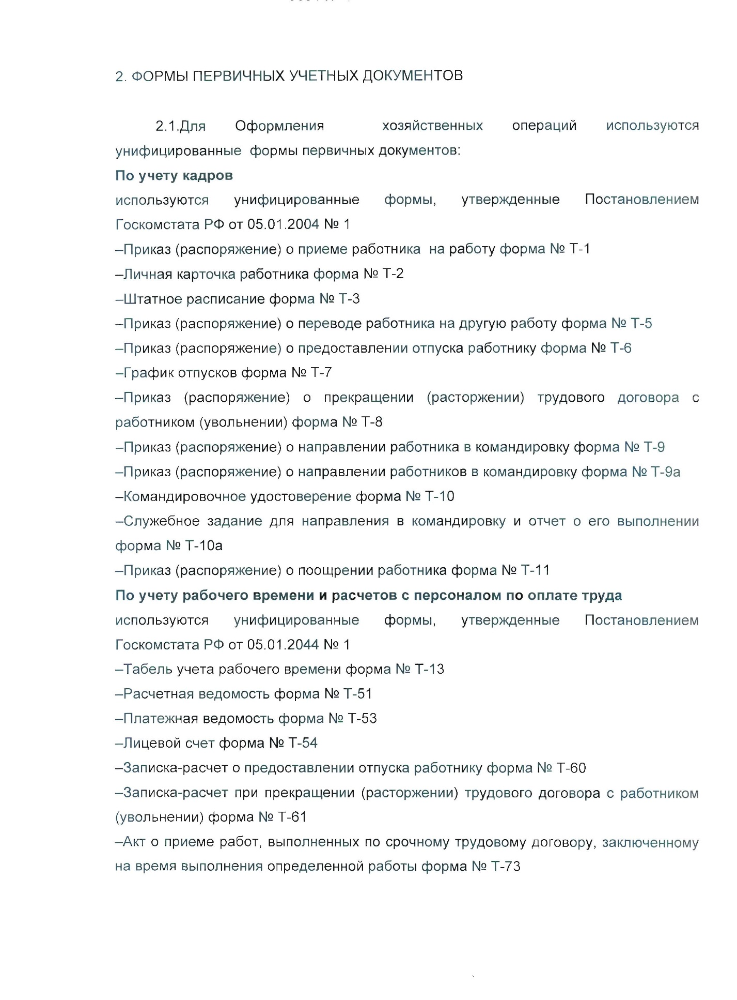 2. ФОРМЫ ПЕРВИЧНЫХ УЧЕТНЫХ ДОКУМЕНТОВ
2.1.Для Оформления хозяйственных операций используются
унифицированные формы первичных документов:
По учету кадров
используются унифицированные формы, утвержденные Постановлением
Госкомстата РФ от 05.01.2004 № 1
–Приказ (распоряжение) о приеме работника на работу форма № Т-1
–Личная карточка работника форма № Т-2
–Штатное расписание форма № Т-3
–Приказ (распоряжение) о переводе работника на другую работу форма № Т-5
–Приказ (распоряжение) о предоставлении отпуска работнику форма № Т-6
–График отпусков форма № Т-7
–Приказ (распоряжение) о прекращении (расторжении) трудового договора с
работником (увольнении) форма № Т-8
–Приказ (распоряжение) о направлении работника в командировку форма № Т-9
–Приказ (распоряжение) о направлении работников в командировку форма № Т-9а
–Командировочное удостоверение форма № Т-10
–Служебное задание для направления в командировку и отчет о его выполнении
форма № Т-10а
–Приказ (распоряжение) о поощрении работника форма № Т-11
По учету рабочего времени и расчетов с персоналом по оплате труда
используются унифицированные формы, утвержденные Постановлением
Госкомстата РФ от 05.01.2044 № 1
–Табель учета рабочего времени форма № Т-13
–Расчетная ведомость форма № Т-51
–Платежная ведомость форма № Т-53
–Лицевой счет форма № Т-54
–Записка-расчет о предоставлении отпуска работнику форма № Т-60
–Записка-расчет при прекращении (расторжении) трудового договора с работником
(увольнении) форма № Т-61
–Акт о приеме работ, выполненных по срочному трудовому договору, заключенному
на время выполнения определенной работы форма № Т-73